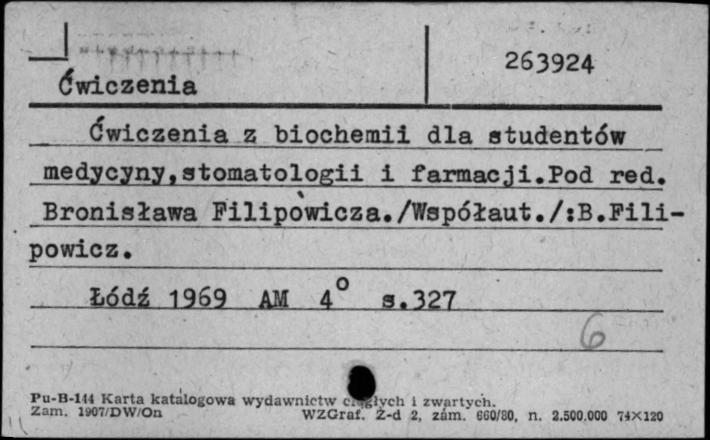 263924
Ćwiczenia
Ćwiczenia z biochemii dla studentów
medycyny,stomatologii i farmacji.Pod red.
Bronisława Filipowicza./Współaut./:B.Fili-
powicz.
Łódź 1969 AM 4° s.327
6
Pu-B-144 Karta katalogowa wydawnictw ciągłych i zwartych.
Zam. 1907/DW/On WZGraf. Z-d 2, zam. 660/80, n. 2.500.000 74×120